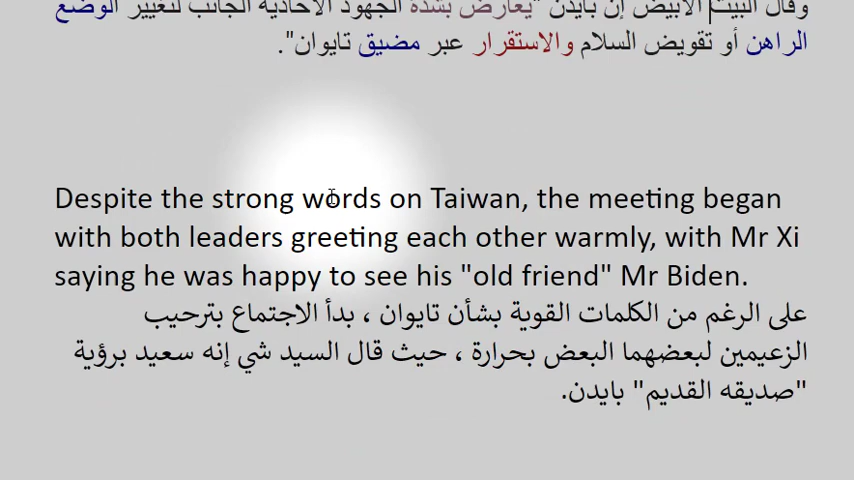 وقال البيت الأبيض إن بايدن "يعارض بشدة الجهود الأحادية الجانب لتغيير الوضع
الراهن أو تقويض السلام والاستقرار عبر مضيق تايوان".
Despite the strong words on Taiwan, the meeting began
with both leaders greeting each other warmly, with Mr Xi
saying he was happy to see his "old friend" Mr Biden.
على الرغم من الكلمات القوية بشأن تايوان ، بدأ الاجتماع بترحيب
الزعيمين لبعضهما البعض بحرارة ، حيث قال السيد شي إنه سعيد برؤية
"صديقه القديم" بايدن.